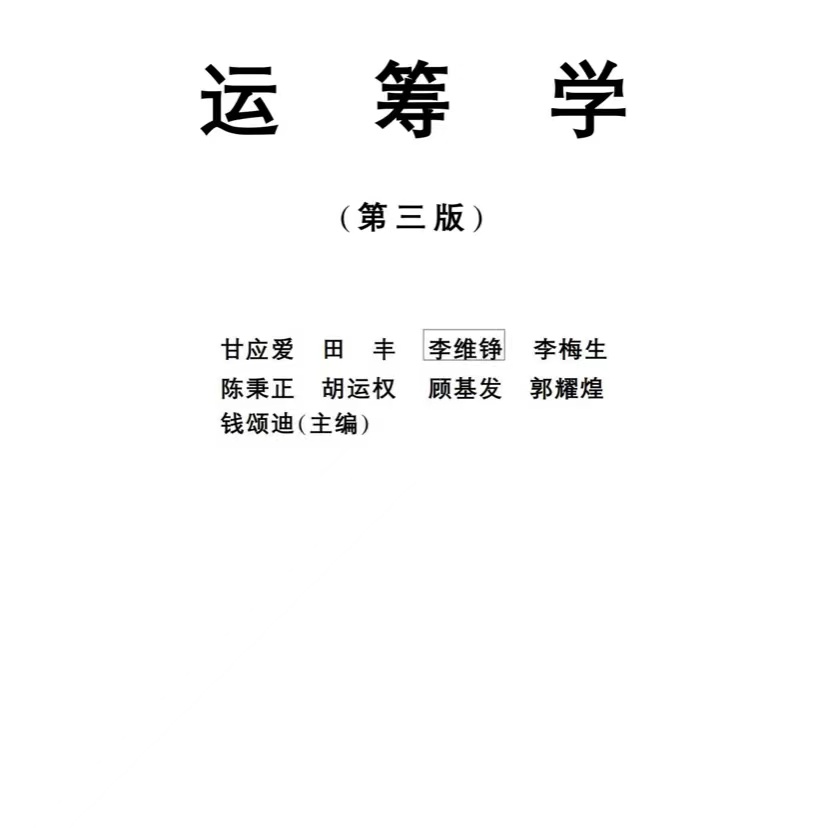 运筹学
(第三版)
甘应爱 田丰 李维铮 李梅生
陈秉正 胡运权 顾基发 郭耀煌
钱颂迪(主编)